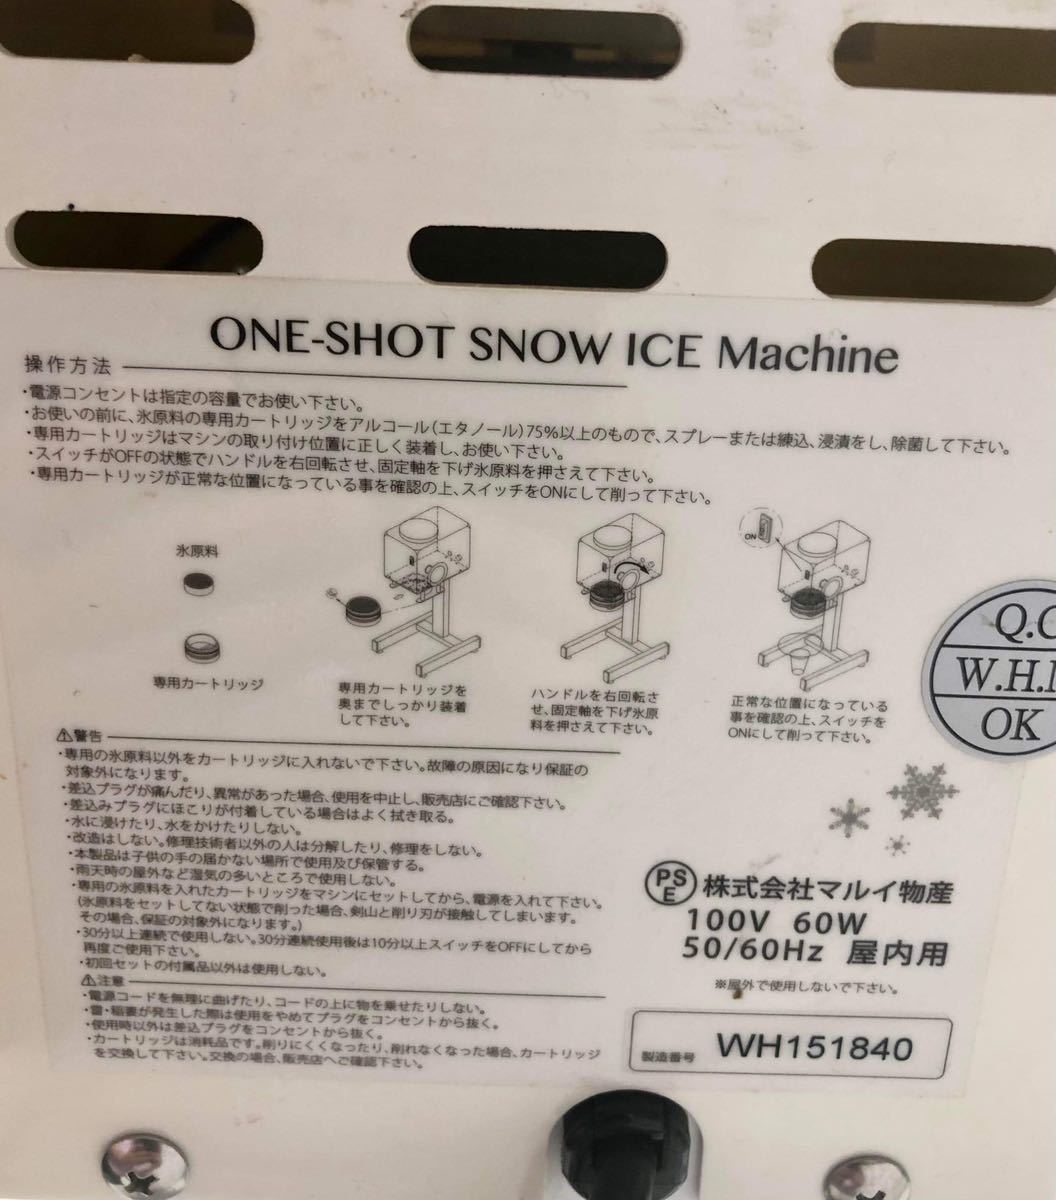 ONE-SHOT SNOW ICE Machine
操作方法
・電源コンセントは指定の容量でお使い下さい。
・お使いの前に、氷原料の専用カートリッジをアルコール(エタノール)75%以上のもので、スプレーまたは練込、浸漬をし、除菌して下さい。
・専用カートリッジはマシンの取り付け位置に正しく装着し、お使い下さい。
・スイッチがOFFの状態でハンドルを右回転させ、固定軸を下げ氷原料を押さえて下さい。
・専用カートリッジが正常な位置になっている事を確認の上、スイッチをONにして削って下さい。
氷原料
専用カートリッジ
専用カートリッジを
奥までしっかり装着
して下さい。
ハンドルを右回転さ
せ、固定軸を下げ氷原
料を押さえて下さい。
ON
正常な位置になっている
事を確認の上、スイッチを
ONにして削って下さい。
Q.C
W.H.
OK
⚠警告
・専用の氷原料以外をカートリッジに入れないで下さい。故障の原因になり保証の
対象外になります。
・差込プラグが痛んだり、異常があった場合、使用を中止し、販売店にご確認下さい。
・差込みプラグにほこりが付着している場合はよく拭き取る。
・水に浸けたり、水をかけたりしない。
・改造はしない。修理技術者以外の人は分解したり、修理をしない。
・本製品は子供の手の届かない場所で使用及び保管する。
・雨天時の屋外など湿気の多いところで使用しない。
・専用の氷原料を入れたカートリッジをマシンにセットしてから、電源を入れて下さい。
(氷原料をセットしてない状態で削った場合、剣山と削り刃が接触してしまいます。
その場合、保証の対象外になります。)
・30分以上連続で使用しない。30分連続使用後は10分以上スイッチをOFFにしてから
再度ご使用下さい。
・初回セットの付属品以外は使用しない。
⚠注意
・電源コードを無理に曲げたり、コードの上に物を乗せたりしない。
・雷・稲妻が発生した際は使用をやめてプラグをコンセントから抜く。
・使用時以外は差込プラグをコンセントから抜く。
・カートリッジは消耗品です。削りにくくなったり、削れなくなった場合、カートリッジ
を交換して下さい。交換の場合、販売店へご確認下さい。
PSE 株式会社マルイ物産
100V 60W
50/60Hz 屋内用
※屋外で使用しないで下さい。
製造番号 WH151840